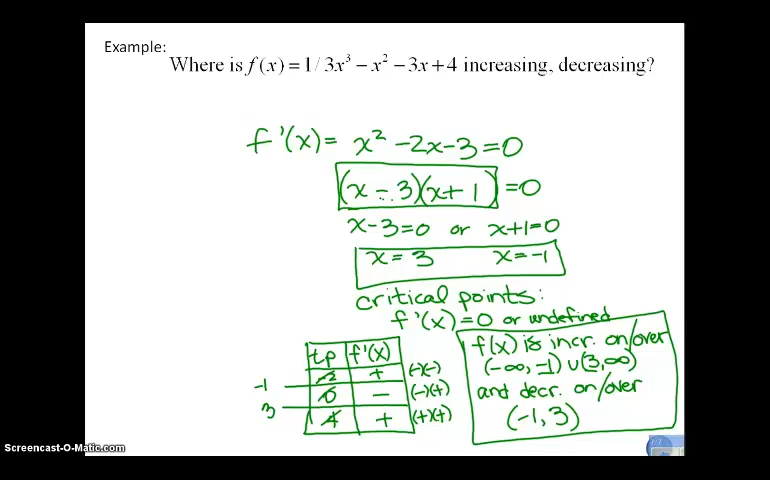 Example:
Where is f(x) = 1/3x³ − x² − 3x + 4 increasing, decreasing?
f'(x) = x² − 2x − 3 = 0
(x − 3)(x + 1) = 0
x − 3 = 0 or x + 1 = 0
x = 3 x = −1
critical points:
f'(x) = 0 or undefined
tp f'(x)
−2 + (−)(−)
−1
0 − (−)(+)
3
4 + (+)(+)
f(x) is incr. on/over
(−∞, −1) ∪ (3, ∞)
and decr. on/over
(−1, 3)
Screencast-O-Matic.com